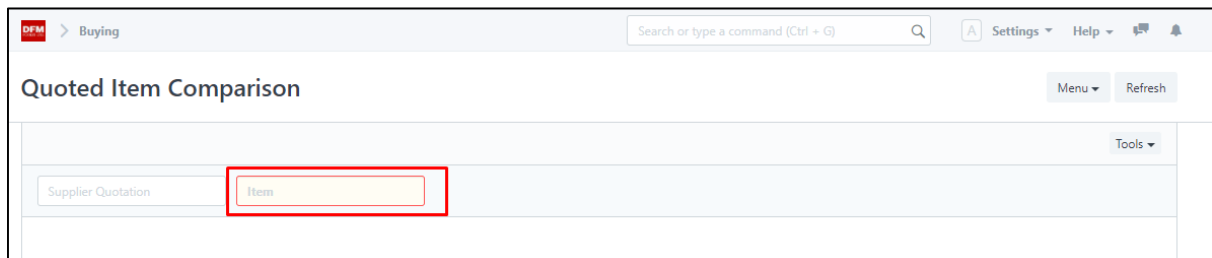 DFM
Buying
Search or type a command (Ctrl + G)
A
Settings
Help
Quoted Item Comparison
Menu
Refresh
Tools
Supplier Quotation
Item